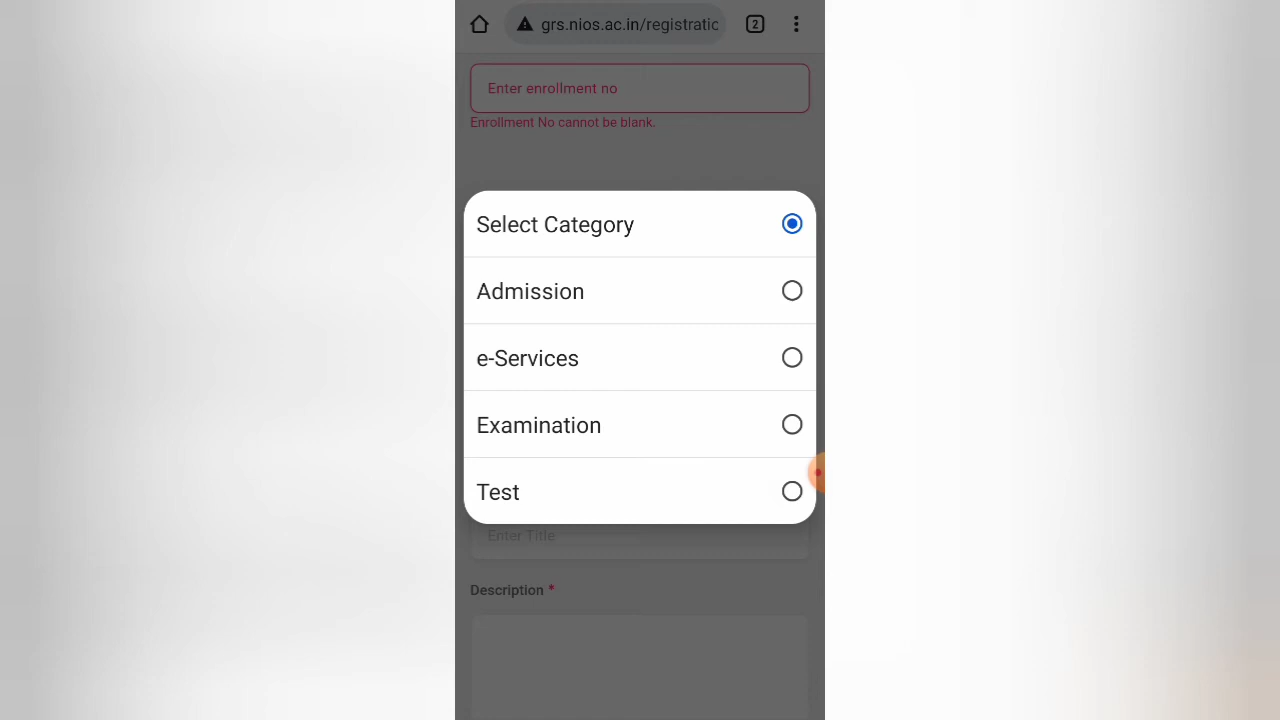 grs.nios.ac.in/registratic
2
Enter enrollment no
Enrollment No cannot be blank.
Select Category
Admission
e-Services
Examination
Test
Enter Title
Description *